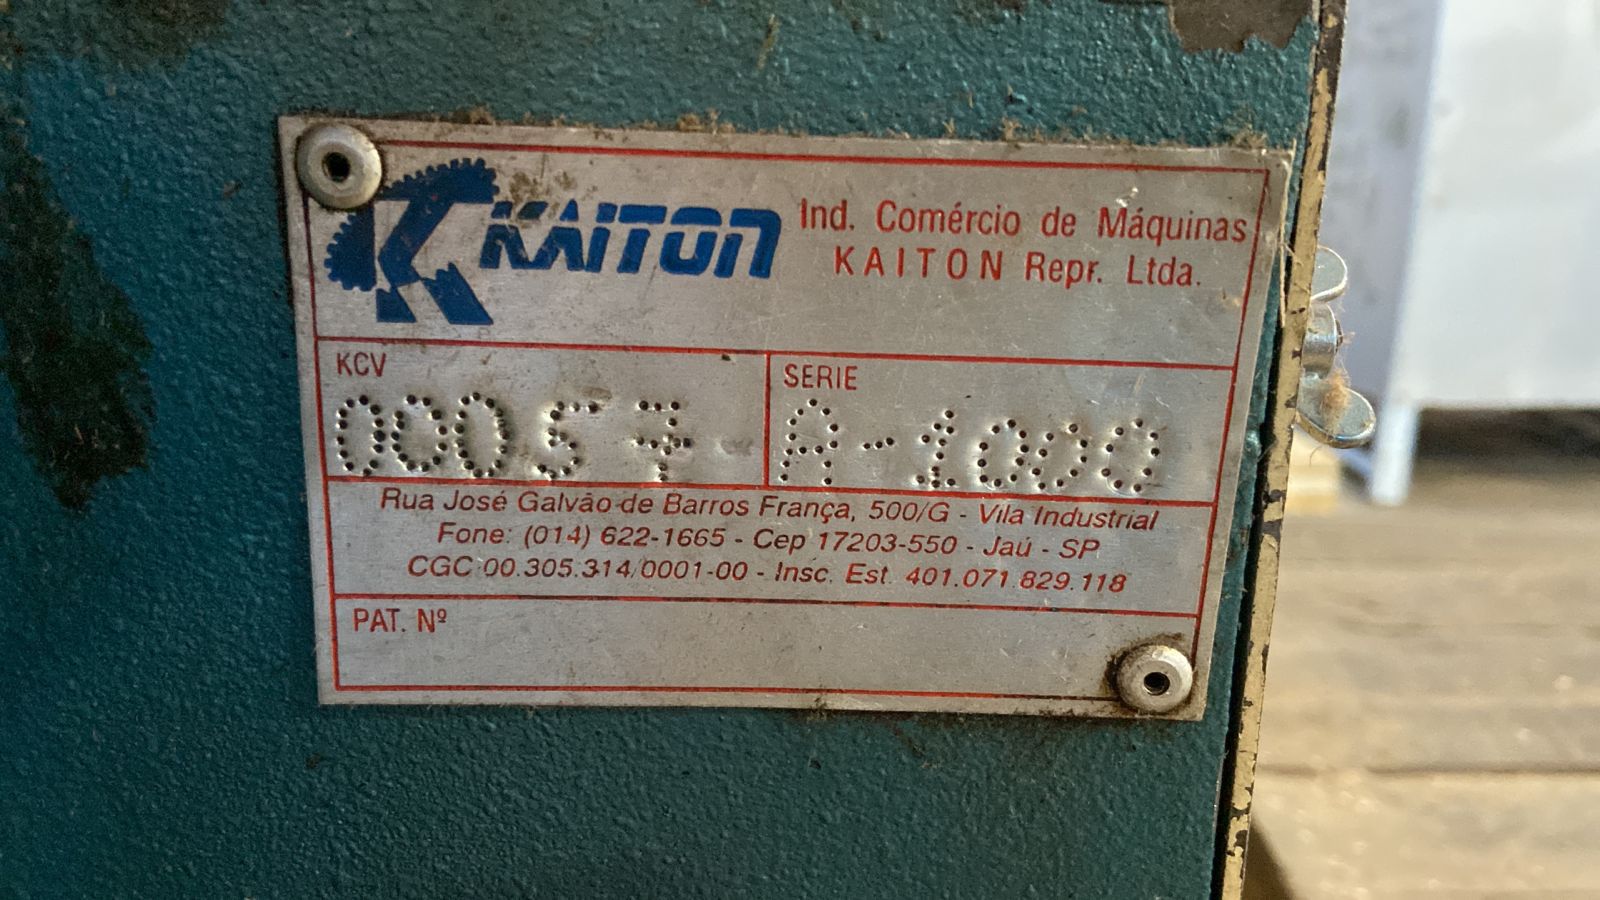 KAITON
Ind. Comércio de Máquinas
KAITON Repr. Ltda.
KCV
00057
SERIE
A-1000
Rua José Galvão de Barros França, 500/G - Vila Industrial
Fone: (014) 622-1665 - Cep 17203-550 - Jaú - SP
CGC 00.305.314/0001-00 - Insc. Est. 401.071.829.118
PAT. Nº